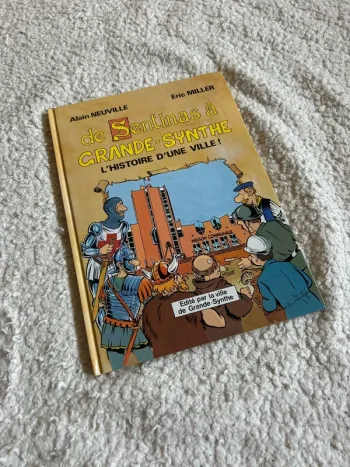 Alain NEUVILLE
Eric MILLER
de Sentinas à
GRANDE-SYNTHE
L'HISTOIRE D'UNE VILLE !
Edité par la ville
de Grande-Synthe